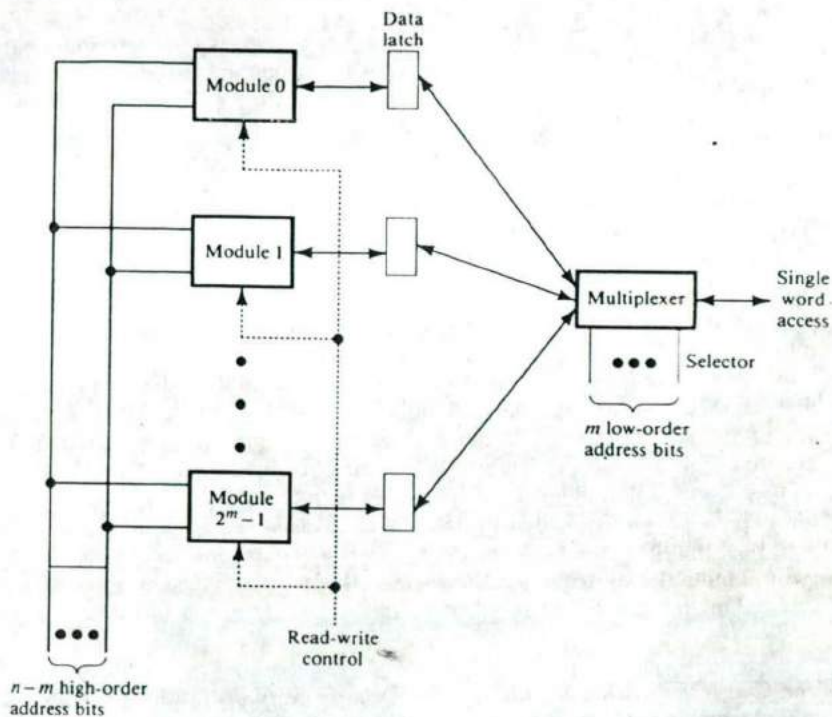 Data
latch
Module 0
Module 1
Multiplexer
Single
word
access
Selector
m low-order
address bits
Module
2^m − 1
Read-write
control
n − m high-order
address bits